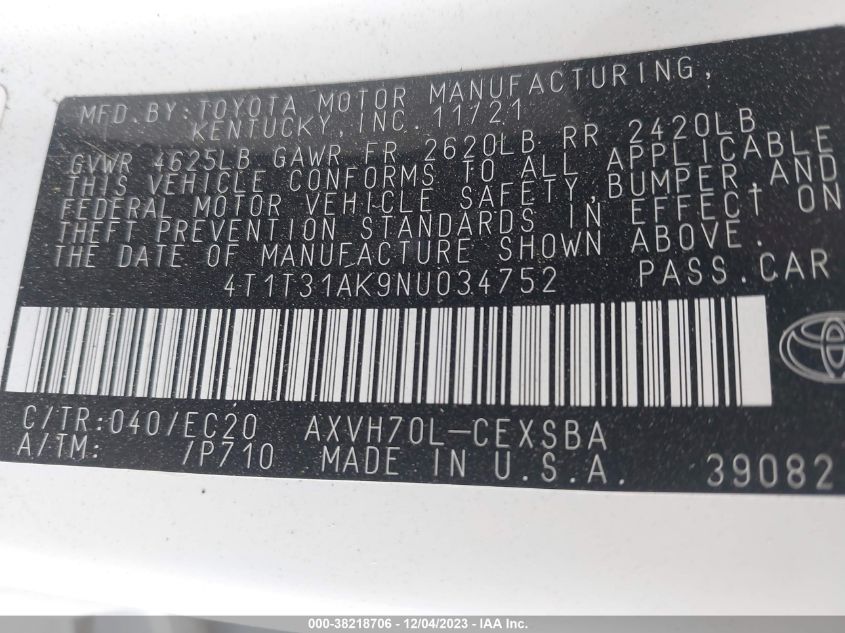 MFD. BY: TOYOTA MOTOR MANUFACTURING,
KENTUCKY, INC. 11/21
GVWR 4625LB GAWR FR 2620LB RR 2420LB
THIS VEHICLE CONFORMS TO ALL APPLICABLE
FEDERAL MOTOR VEHICLE SAFETY, BUMPER, AND
THEFT PREVENTION STANDARDS IN EFFECT ON
THE DATE OF MANUFACTURE SHOWN ABOVE.
4T1T31AK9NU034752 PASS.CAR
C/TR:040/EC20 AXVH70L-CEXSBA
A/TM: /P710 MADE IN U.S.A. 39082
000-38218706 - 12/04/2023 - IAA Inc.